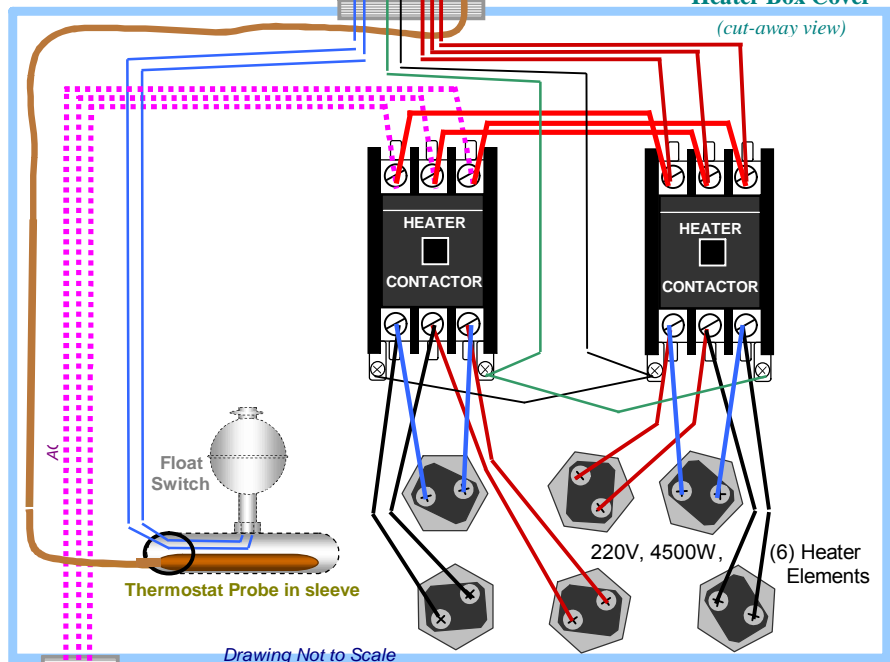 (cut-away view)
HEATER
CONTACTOR
HEATER
CONTACTOR
Float
Switch
220V, 4500W, (6) Heater
Elements
Thermostat Probe in sleeve
Drawing Not to Scale